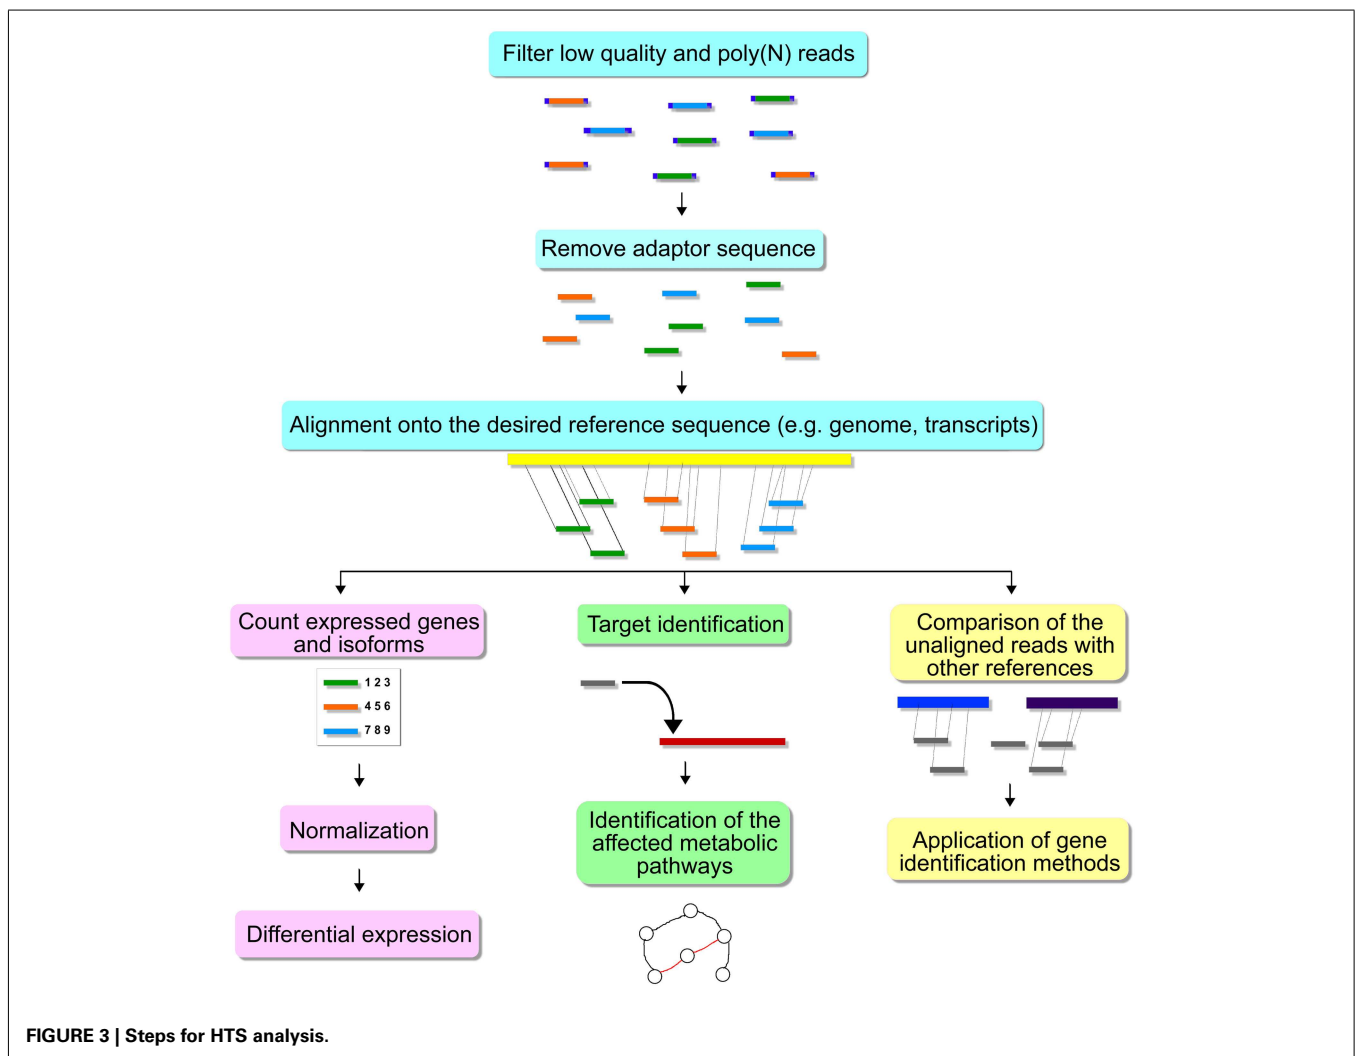 Filter low quality and poly(N) reads
Remove adaptor sequence
Alignment onto the desired reference sequence (e.g. genome, transcripts)
Count expressed genes
and isoforms
1 2 3
4 5 6
7 8 9
Normalization
Differential expression
Target identification
Identification of the
affected metabolic
pathways
Comparison of the
unaligned reads with
other references
Application of gene
identification methods
FIGURE 3 | Steps for HTS analysis.